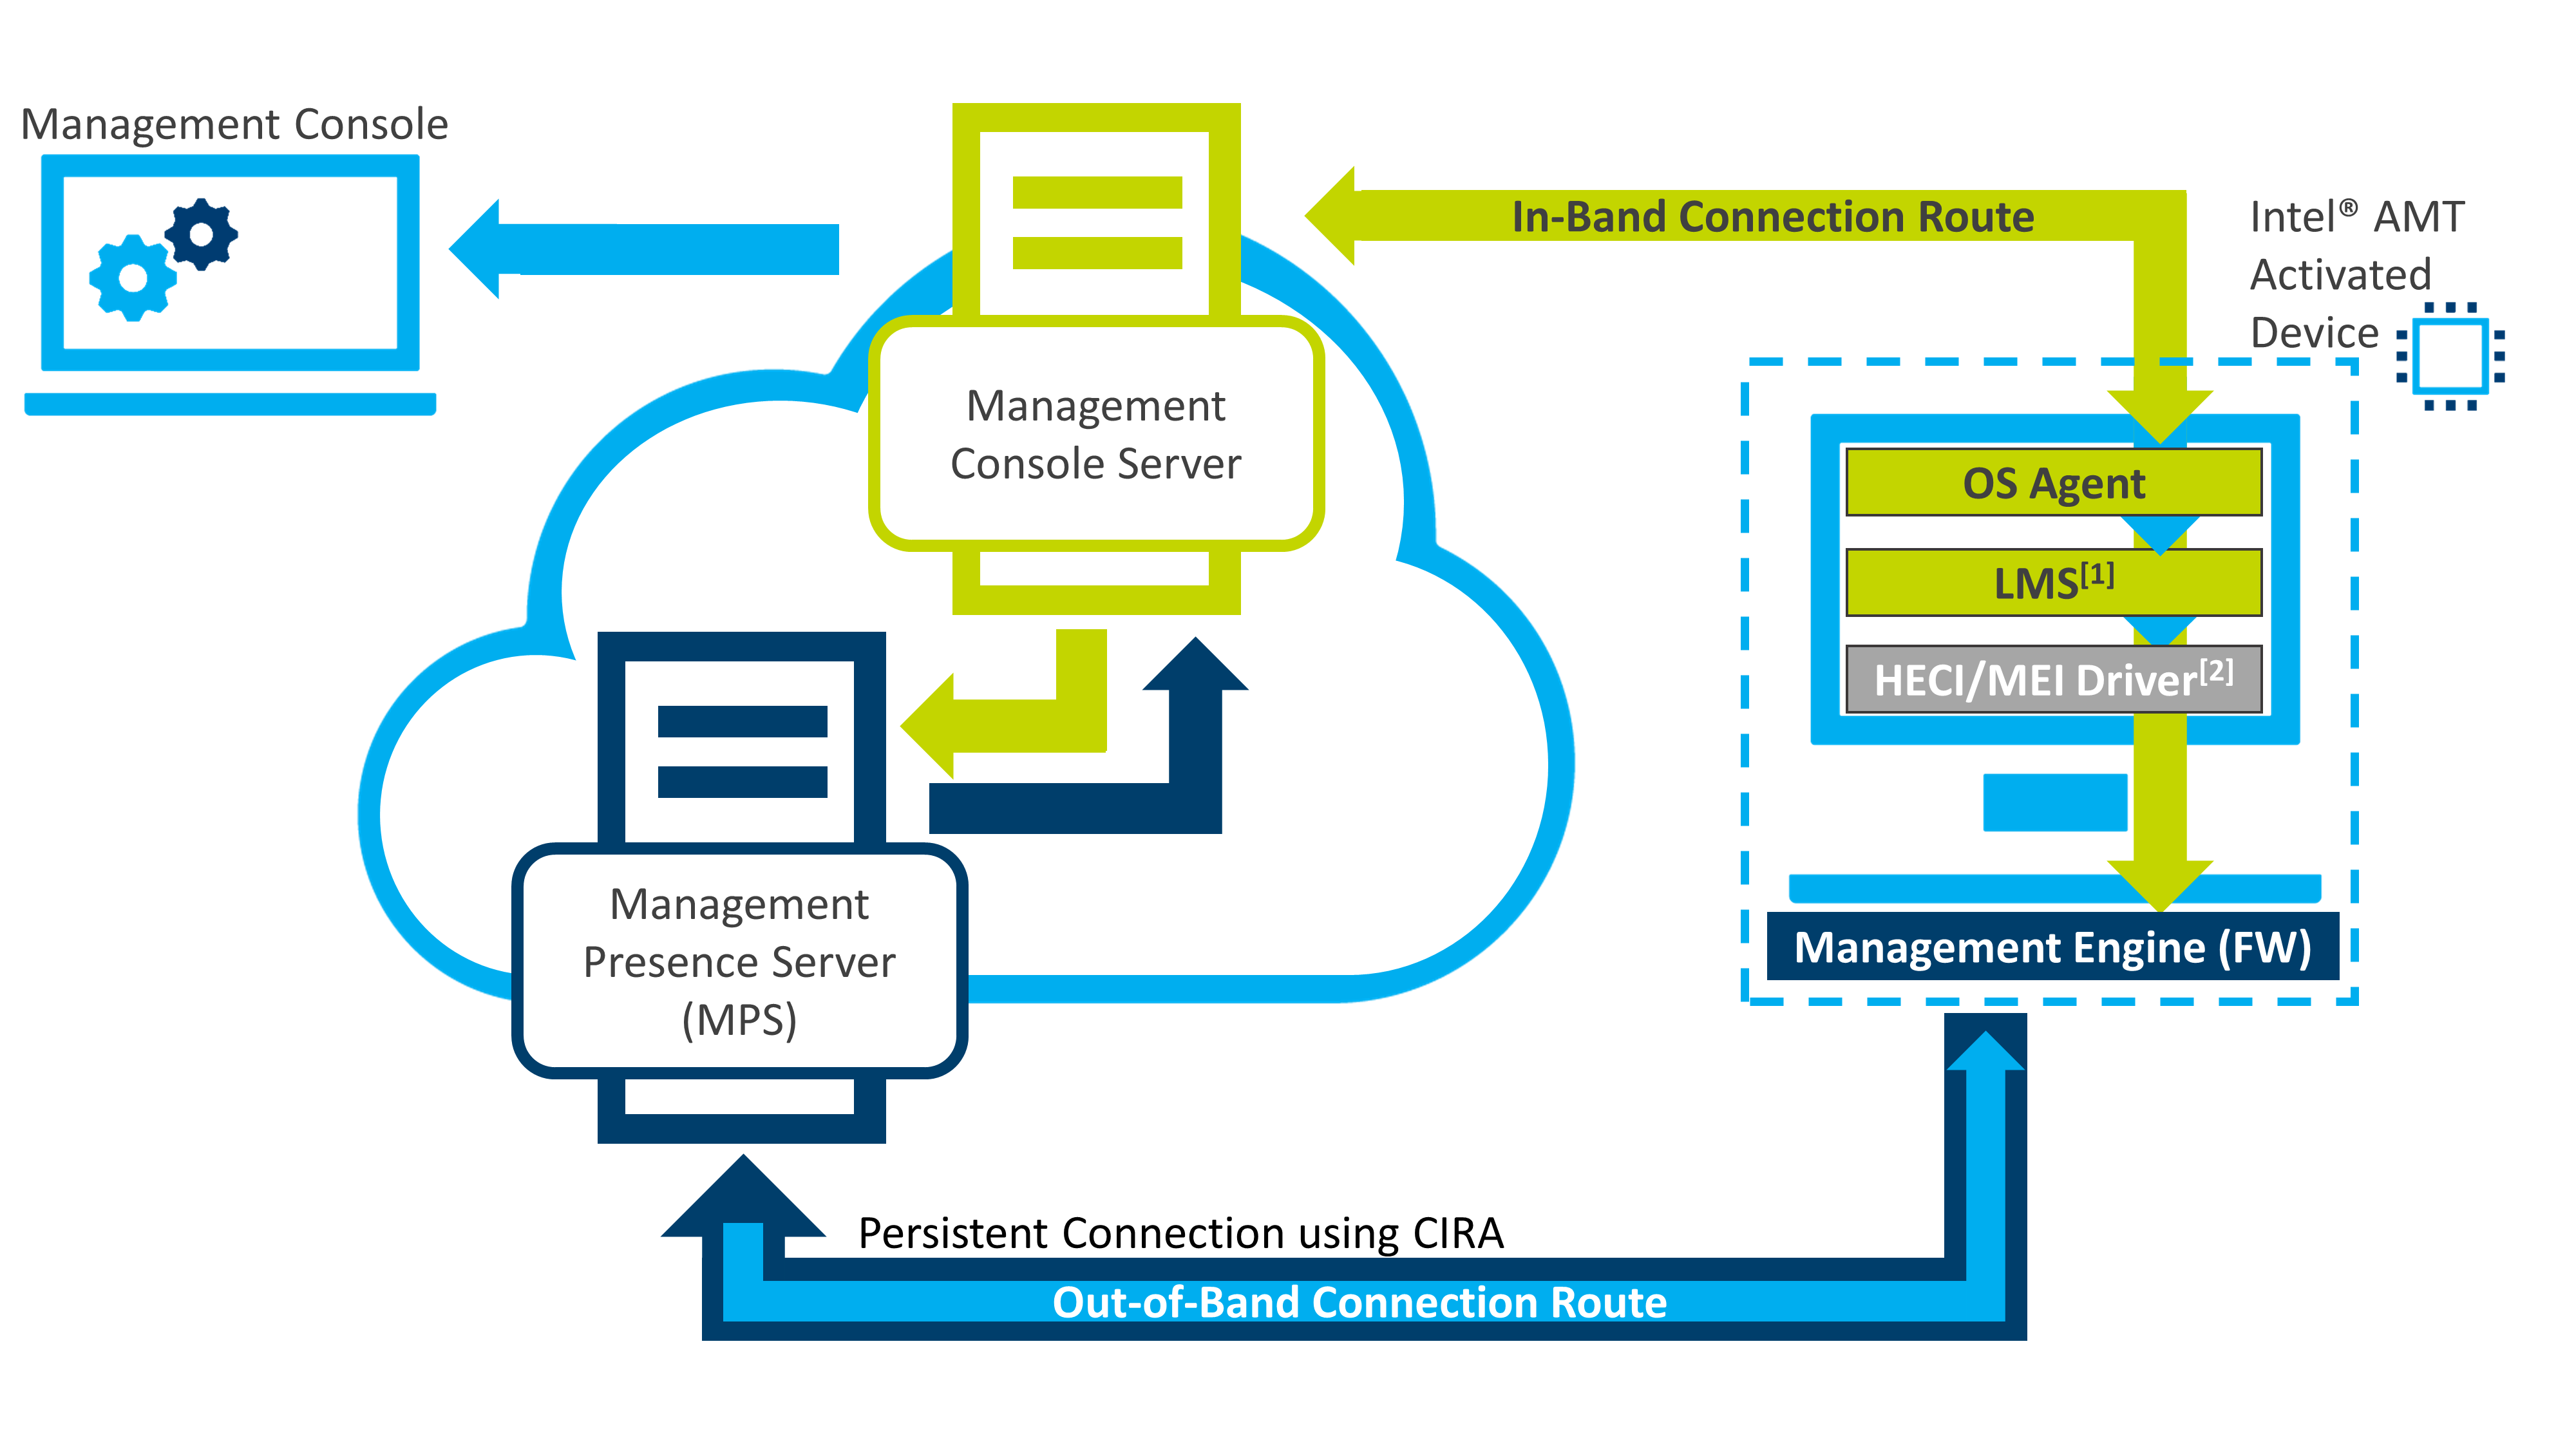 Management Console
In-Band Connection Route
Intel® AMT
Activated
Device
Management
Console Server
OS Agent
LMS[1]
HECI/MEI Driver[2]
Management
Presence Server
(MPS)
Management Engine (FW)
Persistent Connection using CIRA
Out-of-Band Connection Route